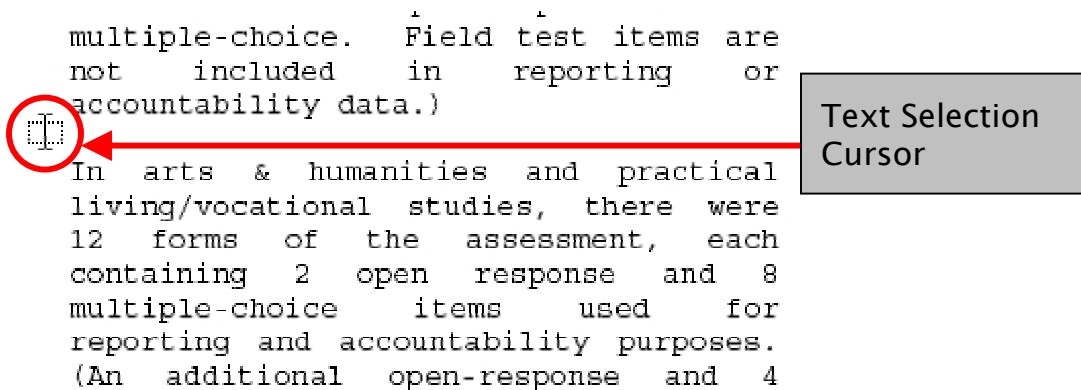 multiple-choice. Field test items are
not included in reporting or
accountability data.)
Text Selection
Cursor
In arts & humanities and practical
living/vocational studies, there were
12 forms of the assessment, each
containing 2 open response and 8
multiple-choice items used for
reporting and accountability purposes.
(An additional open-response and 4